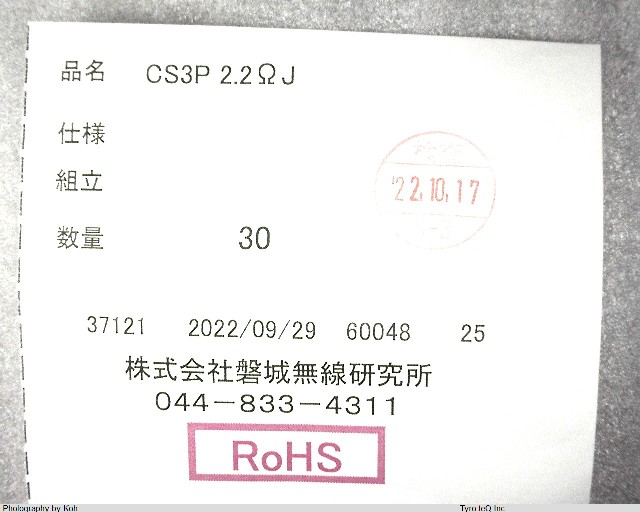 品名 CS3P 2.2ΩJ
仕様
組立
'22.10.17
数量 30
37121 2022/09/29 60048 25
株式会社磐城無線研究所
044-833-4311
RoHS
Photography by Koh
TyroTeQ Inc